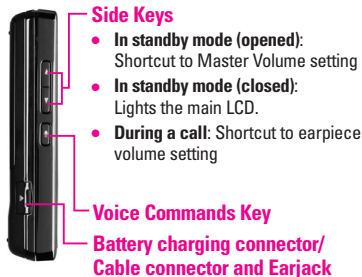 Side Keys
● In standby mode (opened):
Shortcut to Master Volume setting
● In standby mode (closed):
Lights the main LCD.
● During a call: Shortcut to earpiece
volume setting
Voice Commands Key
Battery charging connector/
Cable connector and Earjack